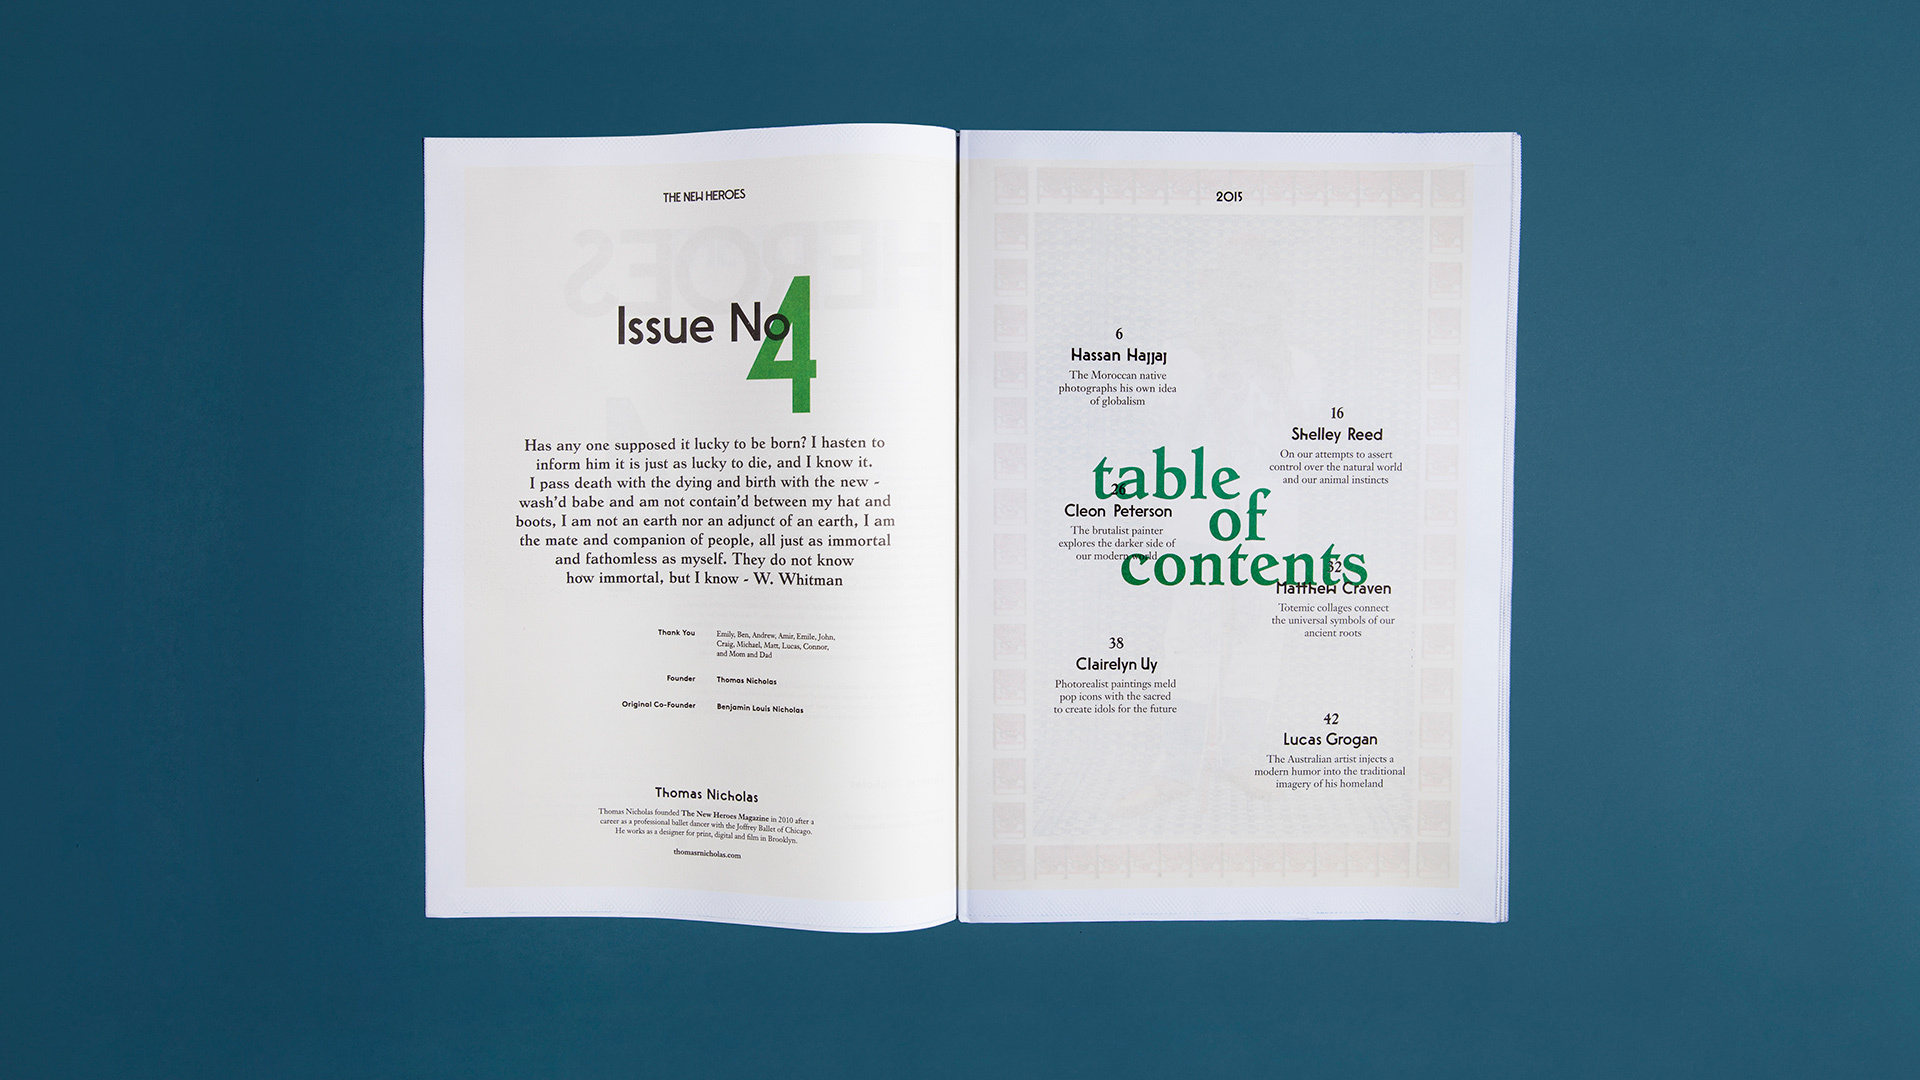 THE NEW HEROES
Issue No
4
Has any one supposed it lucky to be born? I hasten to
inform him it is just as lucky to die, and I know it.
I pass death with the dying and birth with the new -
wash'd babe and am not contain'd between my hat and
boots, I am not an earth nor an adjunct of an earth, I am
the mate and companion of people, all just as immortal
and fathomless as myself. They do not know
how immortal, but I know - W. Whitman
Thank You
Emily, Ben, Andrew, Amir, Emile, John,
Craig, Michael, Matt, Lucas, Connor,
and Mom and Dad
Founder Thomas Nicholas
Original Co-Founder Benjamin Louis Nicholas
Thomas Nicholas
Thomas Nicholas founded The New Heroes Magazine in 2010 after a
career as a professional ballet dancer with the Joffrey Ballet of Chicago.
He works as a designer for print, digital and film in Brooklyn.
thomasrnicholas.com
2015
6
Hassan Hajjaj
The Moroccan native
photographs his own idea
of globalism
16
Shelley Reed
On our attempts to assert
control over the natural world
and our animal instincts
table
of
contents
26
Cleon Peterson
The brutalist painter
explores the darker side of
our modern world
32
Matthew Craven
Totemic collages connect
the universal symbols of our
ancient roots
38
Clairelyn Uy
Photorealist paintings meld
pop icons with the sacred
to create idols for the future
42
Lucas Grogan
The Australian artist injects a
modern humor into the traditional
imagery of his homeland